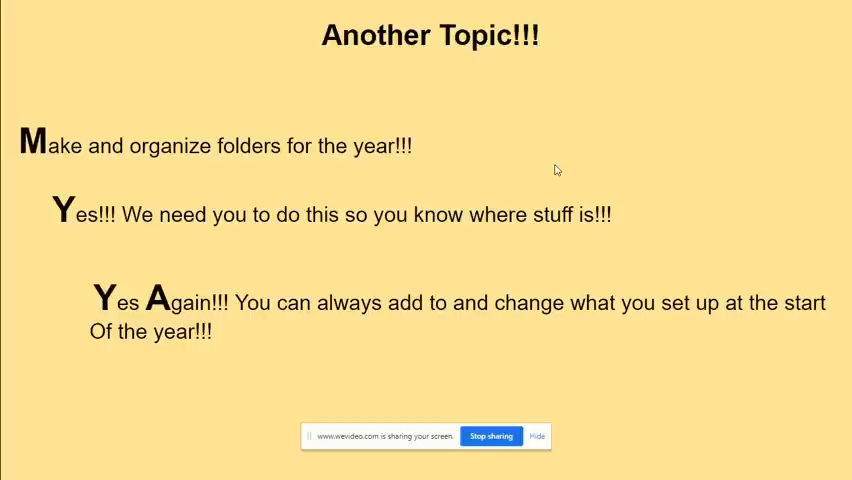 Another Topic!!!
Make and organize folders for the year!!!
Yes!!! We need you to do this so you know where stuff is!!!
Yes Again!!! You can always add to and change what you set up at the start
Of the year!!!
www.wevideo.com is sharing your screen. Stop sharing Hide